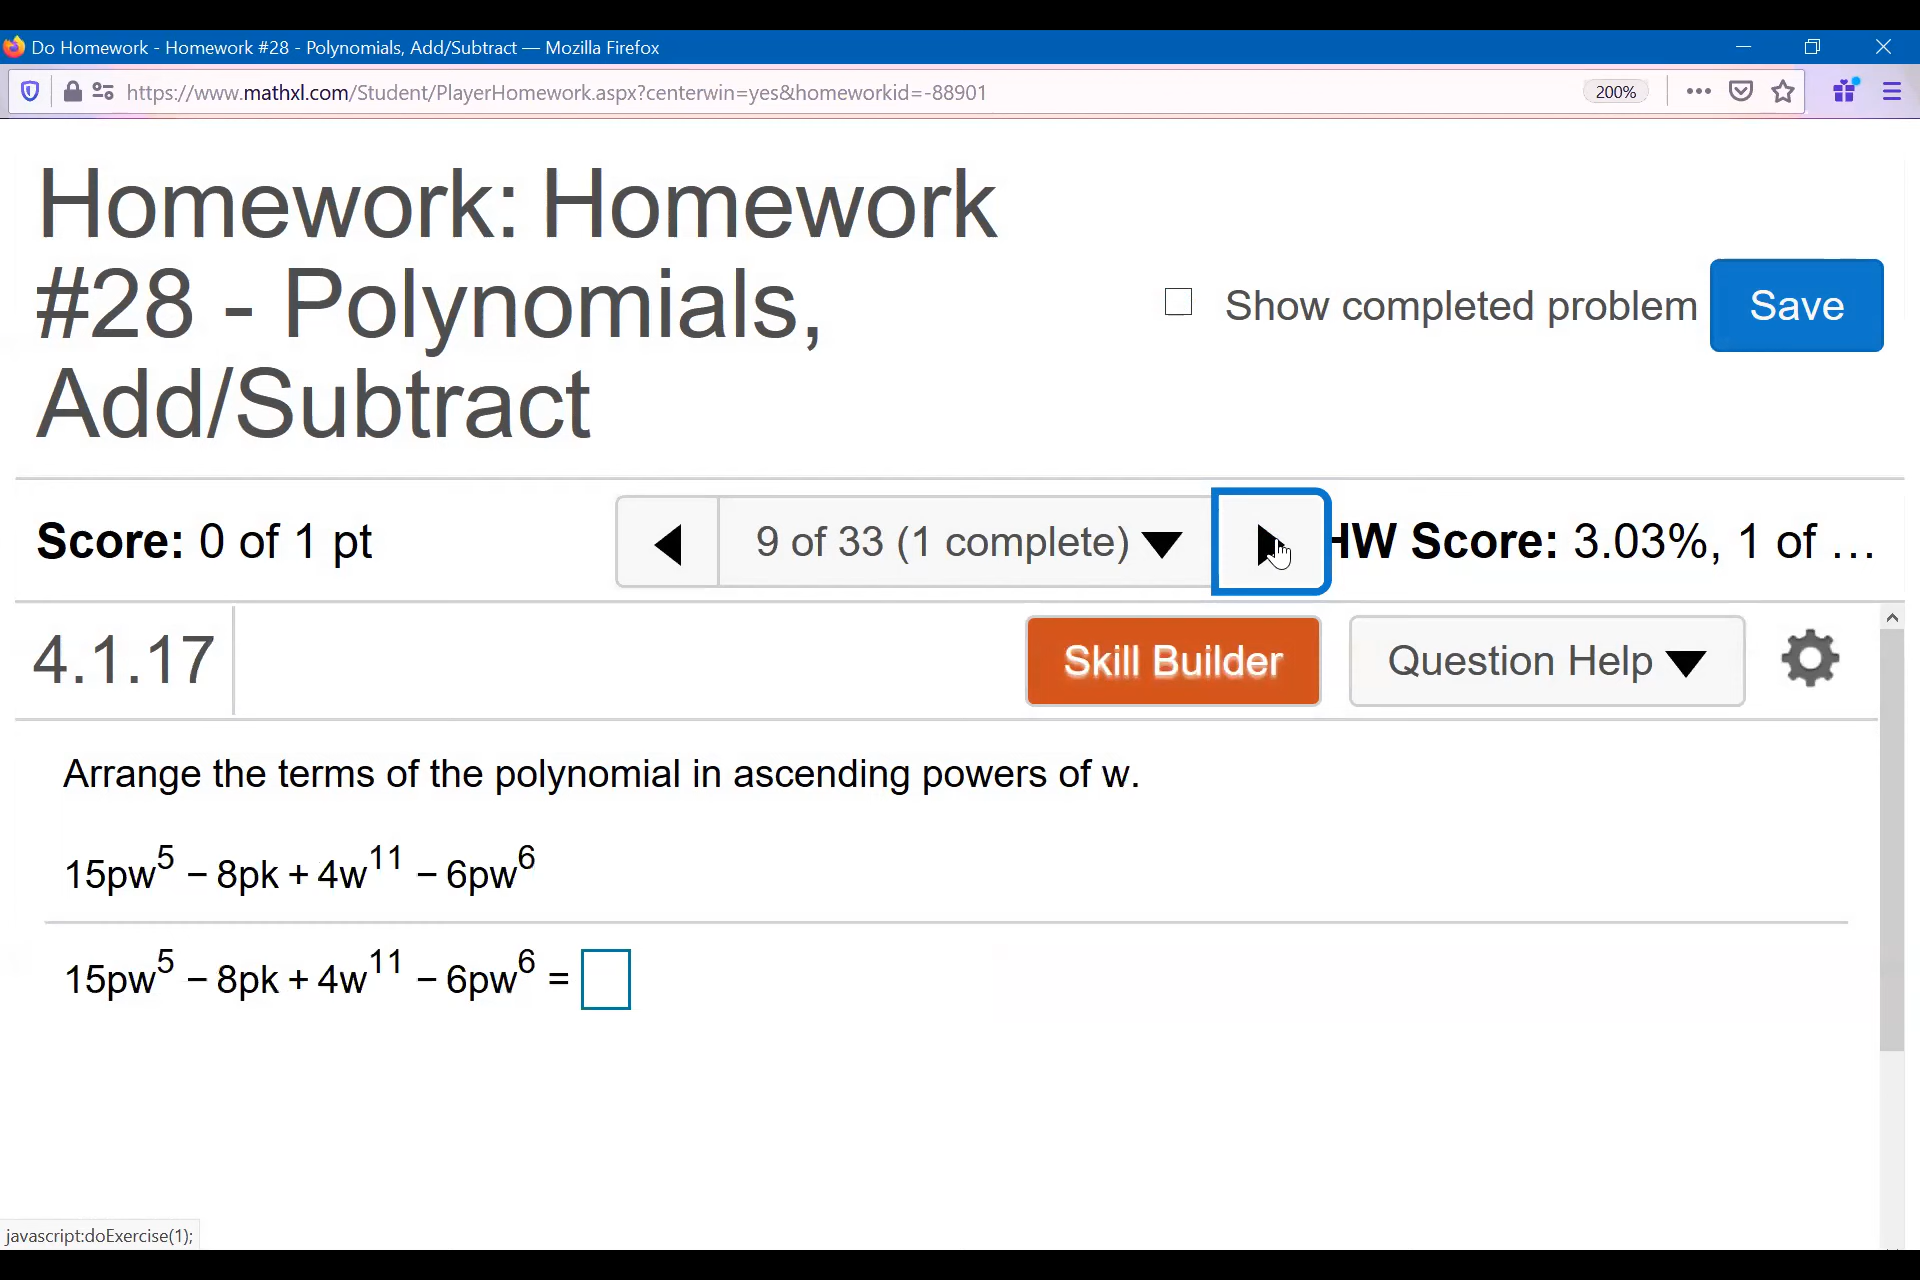 Do Homework - Homework #28 - Polynomials, Add/Subtract — Mozilla Firefox
https://www.mathxl.com/Student/PlayerHomework.aspx?centerwin=yes&homeworkid=-88901
200%
Homework: Homework
#28 - Polynomials,
Add/Subtract
Show completed problem
Save
Score: 0 of 1 pt
9 of 33 (1 complete)
HW Score: 3.03%, 1 of …
4.1.17
Skill Builder
Question Help
Arrange the terms of the polynomial in ascending powers of w.
15pw⁵ − 8pk + 4w¹¹ − 6pw⁶
15pw⁵ − 8pk + 4w¹¹ − 6pw⁶ =
javascript:doExercise(1);